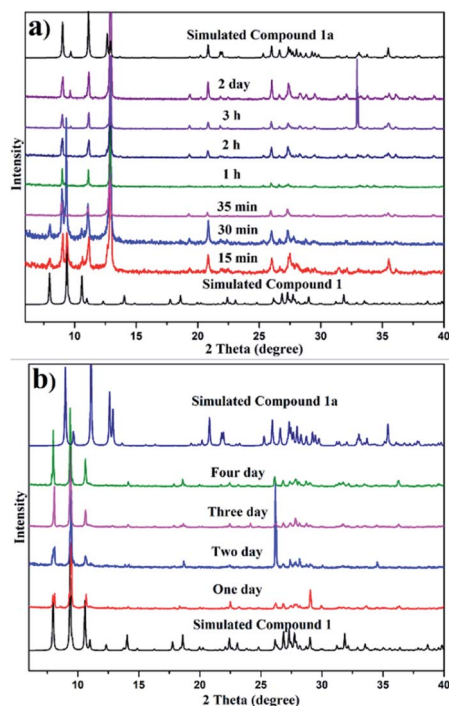 a)
Simulated Compound 1a
2 day
3 h
2 h
1 h
35 min
30 min
15 min
Simulated Compound 1
Intensity
10 15 20 25 30 35 40
2 Theta (degree)
b)
Simulated Compound 1a
Four day
Three day
Two day
One day
Simulated Compound 1
Intensity
10 15 20 25 30 35 40
2 Theta (degree)